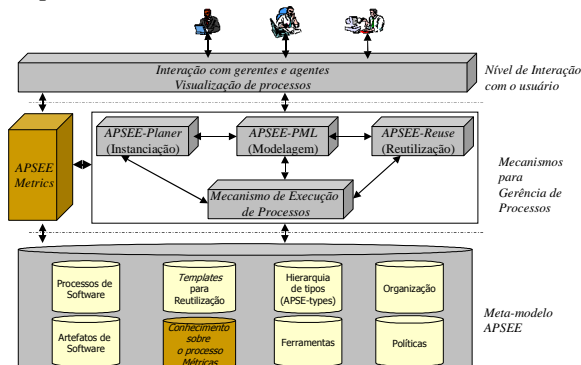 Interação com gerentes e agentes
Visualização de processos
Nível de Interação
com o usuário
APSEE
Metrics
APSEE-Planer
(Instanciação)
APSEE-PML
(Modelagem)
APSEE-Reuse
(Reutilização)
Mecanismo de Execução
de Processos
Mecanismos
para
Gerência de
Processos
Processos de
Software
Templates
para
Reutilização
Hierarquia
de tipos
(APSE-types)
Organização
Artefatos de
Software
Conhecimento
sobre
o processo
Métricas
Ferramentas
Políticas
Meta-modelo
APSEE